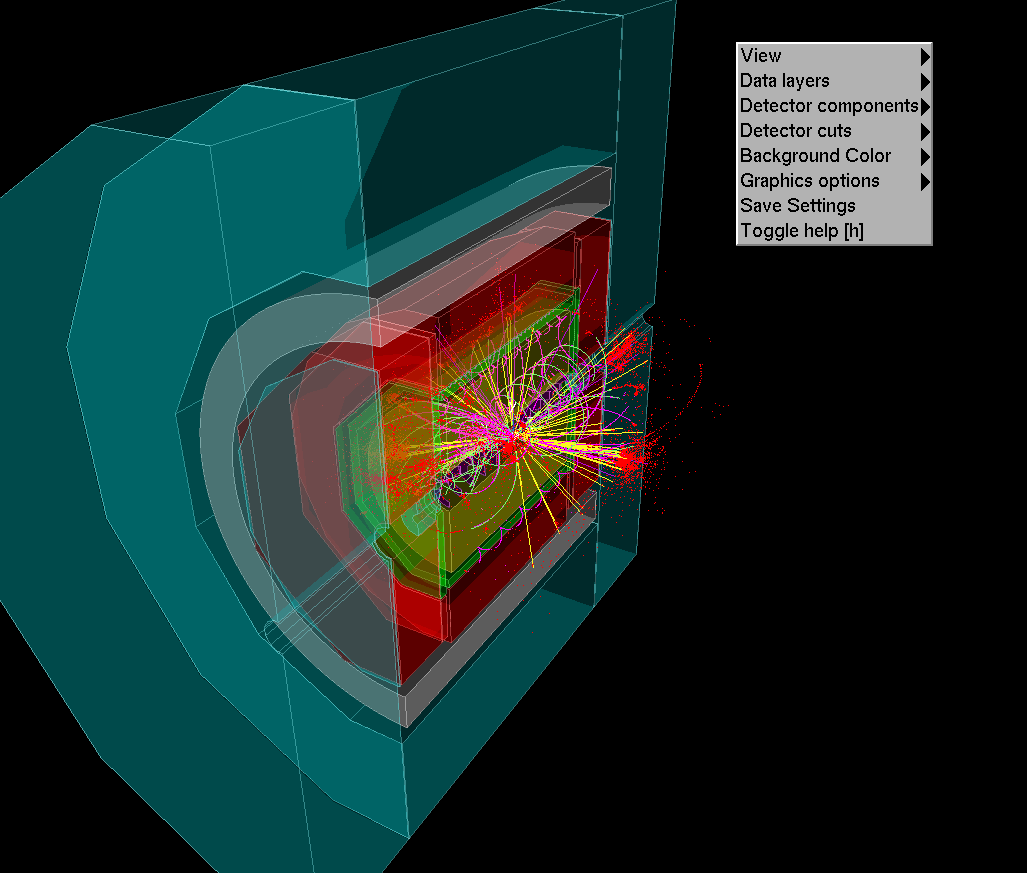 View
Data layers
Detector components
Detector cuts
Background Color
Graphics options
Save Settings
Toggle help [h]